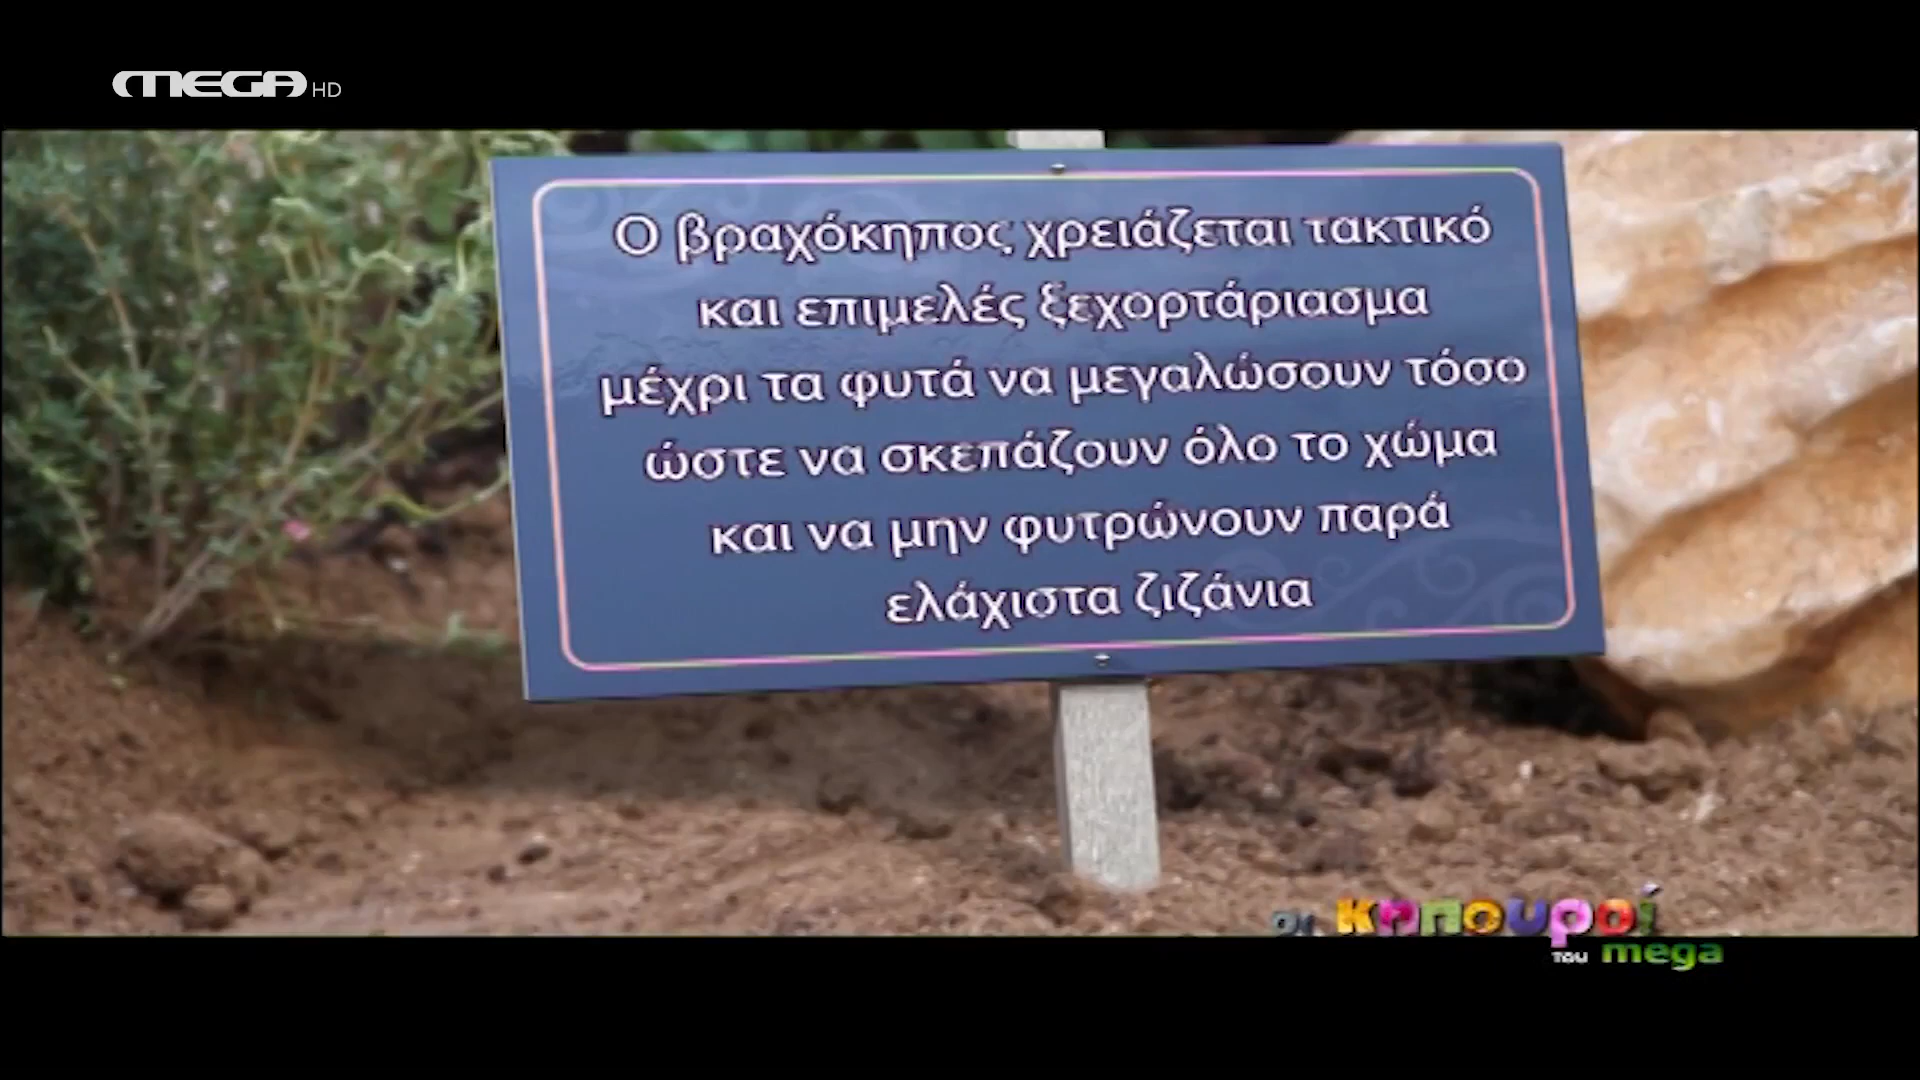 MEGA HD
Ο βραχόκηπος χρειάζεται τακτικό
και επιμελές ξεχορτάριασμα
μέχρι τα φυτά να μεγαλώσουν τόσο
ώστε να σκεπάζουν όλο το χώμα
και να μην φυτρώνουν παρά
ελάχιστα ζιζάνια
οι κηπουροί
του mega